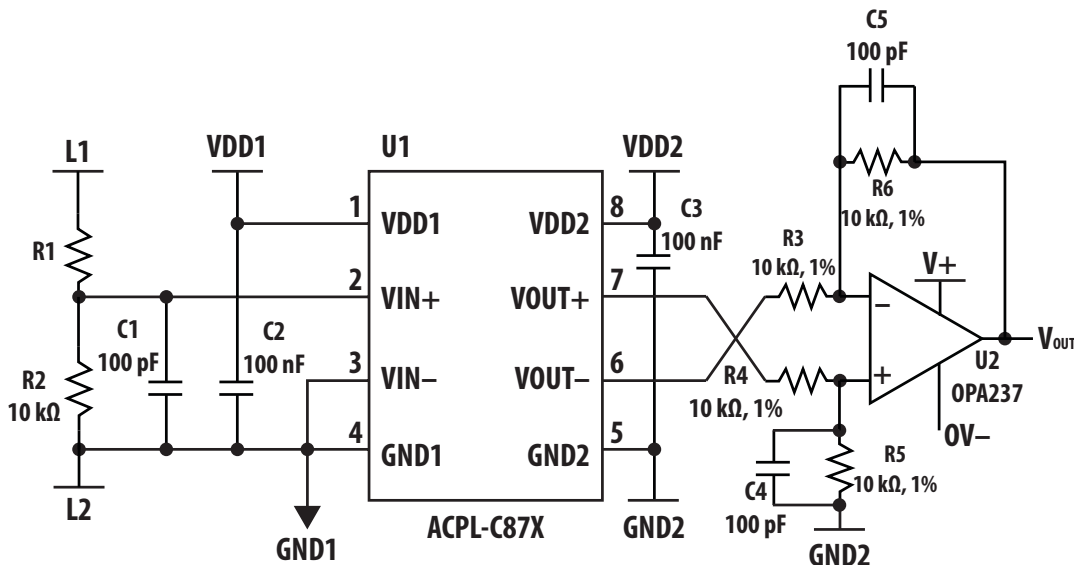 C5
100 pF
L1
VDD1
U1
VDD2
R6
10 kΩ, 1%
R1
1
VDD1
VDD2
8
C3
100 nF
R3
10 kΩ, 1%
V+
2
VIN+
VOUT+
7
−
C1
100 pF
C2
100 nF
VOUT
R2
10 kΩ
3
VIN−
VOUT−
6
R4
10 kΩ, 1%
+
U2
OPA237
4
GND1
GND2
5
0V−
R5
10 kΩ, 1%
C4
100 pF
L2
GND1
ACPL-C87X
GND2
GND2